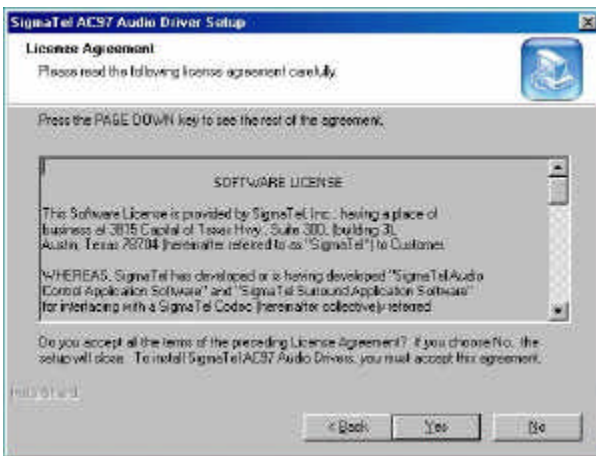 SigmaTel AC97 Audio Driver Setup
License Agreement
Please read the following license agreement carefully.
Press the PAGE DOWN key to see the rest of the agreement.
SOFTWARE LICENSE
This Software License is provided by SigmaTel, Inc., having a place of
business at 3815 Capital of Texas Hwy., Suite 300, (building 3),
Austin, Texas 78704 (hereinafter referred to as "SigmaTel") to Customer.
WHEREAS, SigmaTel has developed or is having developed "SigmaTel Audio
Control Application Software" and "SigmaTel Surround Application Software"
for interfacing with a SigmaTel Codec (hereinafter collectively referred
Do you accept all the terms of the preceding License Agreement? If you choose No, the
setup will close. To install SigmaTel AC97 Audio Drivers, you must accept this agreement.
InstallShield
< Back
Yes
No